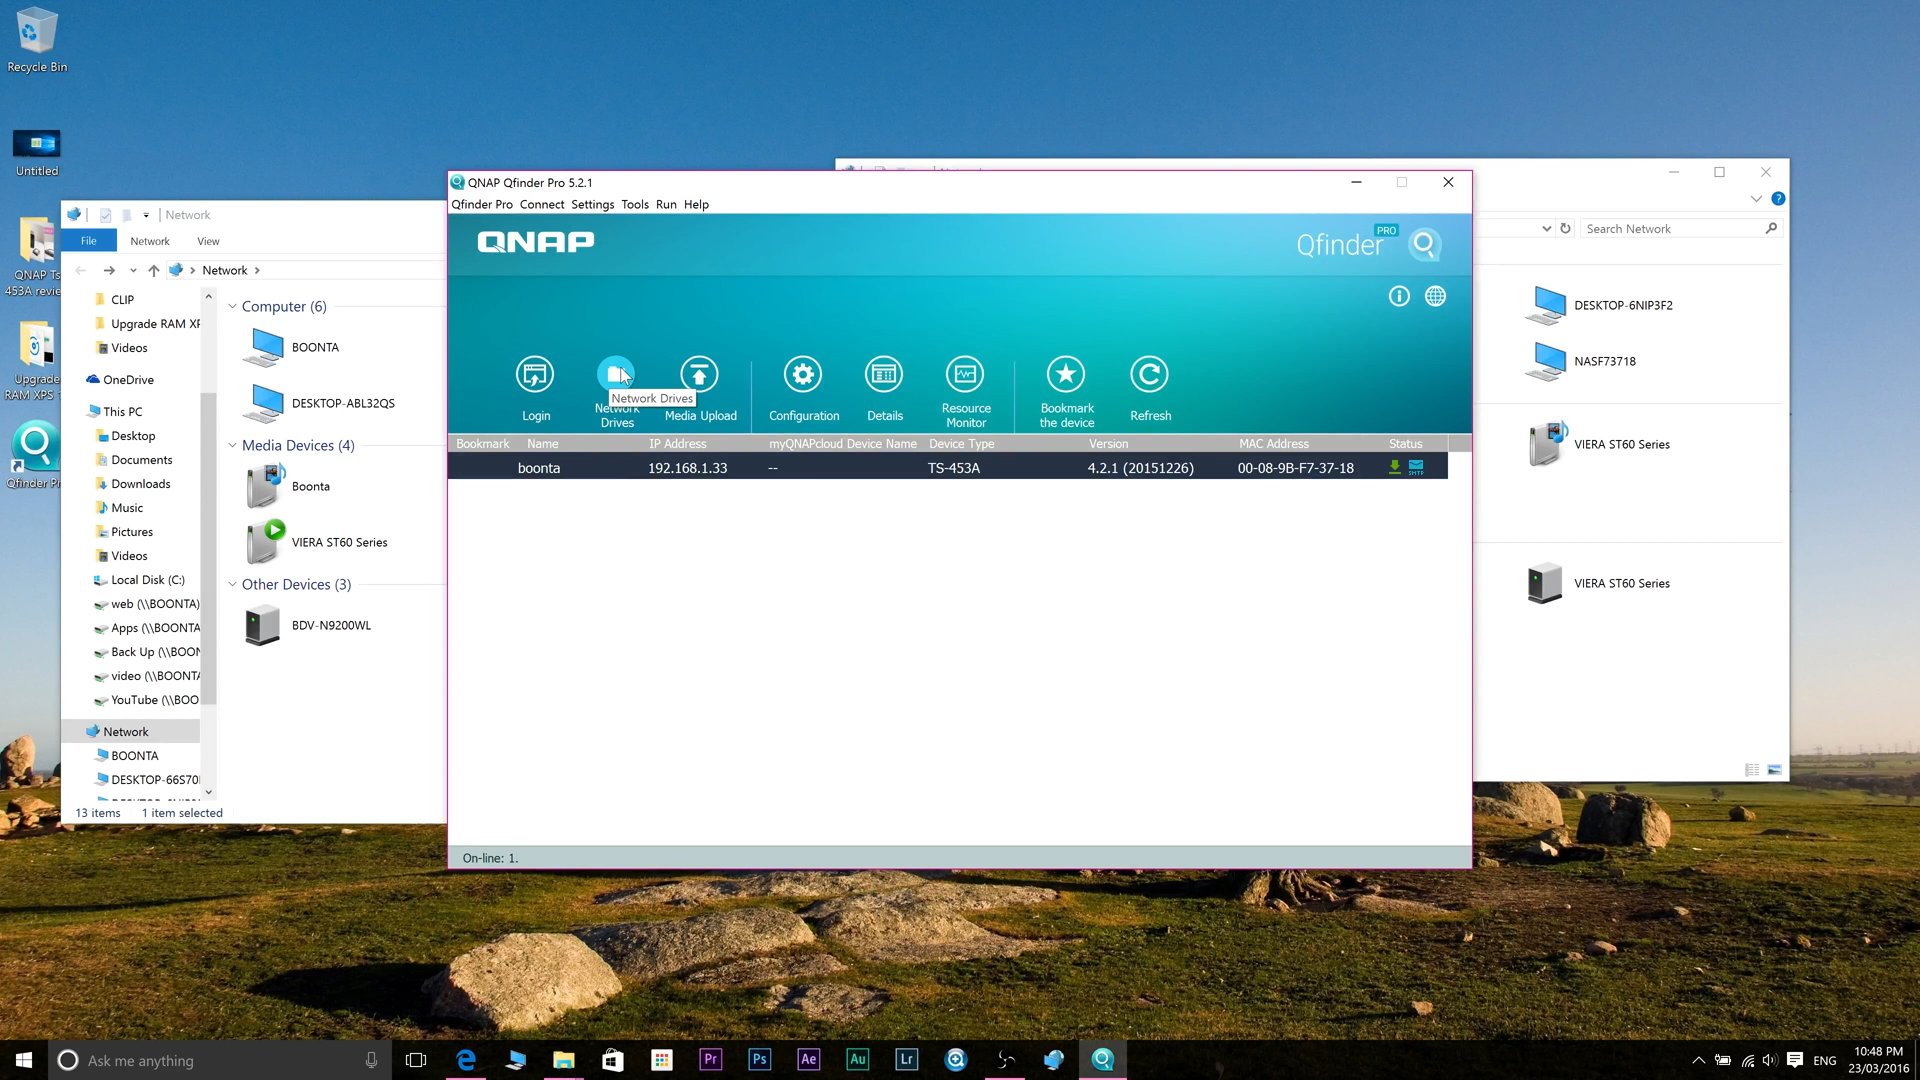 Recycle Bin
Untitled
QNAP Ts
453A revie
Upgrade
RAM XPS
Qfinder Pr
Network
File
Network
View
Network
CLIP
Upgrade RAM XP
Videos
OneDrive
This PC
Desktop
Documents
Downloads
Music
Pictures
Videos
Local Disk (C:)
web (\\BOONTA)
Apps (\\BOONTA
Back Up (\\BOON
video (\\BOONTA
YouTube (\\BOO
Network
BOONTA
DESKTOP-66S70
13 items
1 item selected
Computer (6)
BOONTA
DESKTOP-ABL32QS
Media Devices (4)
Boonta
VIERA ST60 Series
Other Devices (3)
BDV-N9200WL
QNAP Qfinder Pro 5.2.1
Qfinder Pro Connect Settings Tools Run Help
QNAP
Qfinder PRO
Login
Network
Drives
Network Drives
Media Upload
Configuration
Details
Resource
Monitor
Bookmark
the device
Refresh
Bookmark Name IP Address myQNAPcloud Device Name Device Type Version MAC Address Status
boonta 192.168.1.33 -- TS-453A 4.2.1 (20151226) 00-08-9B-F7-37-18
SMTP
On-line: 1.
Search Network
DESKTOP-6NIP3F2
NASF73718
VIERA ST60 Series
VIERA ST60 Series
Ask me anything
Pr
Ps
Ae
Au
Lr
ENG
10:48 PM
23/03/2016